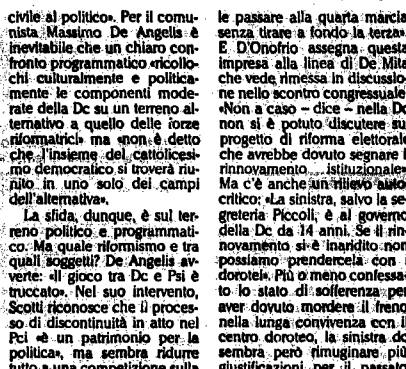 civile al politico». Per il comu-
nista Massimo De Angelis è
inevitabile che un chiaro con-
fronto programmatico «ricollo-
chi culturalmente e politica-
mente le componenti mode-
rate della Dc su un terreno al-
ternativo a quello delle forze
riformatrici» ma «non è detto
che l'insieme del cattolicesi-
mo democratico si troverà riu-
nito in uno solo dei campi
dell'alternativa».
La sfida, dunque, è sul ter-
reno politico e programmati-
co. Ma quale riformismo e tra
quali soggetti? De Angelis av-
verte: «Il gioco tra Dc e Psi è
truccato». Nel suo intervento,
Scotti riconosce che il proces-
so di discontinuità in atto nel
Pci «è un patrimonio per la
politica», ma sembra ridurre
tutto a una competizione sulla
le passare alla quarta marcia
senza tirare a fondo la terza».
E D'Onofrio assegna questa
impresa alla linea di De Mita
che vede rimessa in discussio-
ne nello scontro congressuale:
«Non a caso – dice – nella Dc
non si è potuto discutere sul
progetto di riforma elettorale
che avrebbe dovuto segnare il
rinnovamento istituzionale».
Ma c'è anche un rilievo auto-
critico: «La sinistra, salvo la se-
greteria Piccoli, è al governo
della Dc da 14 anni. Se il rin-
novamento si è inaridito non
possiamo prendercela con i
dorotei». Più o meno confessa-
to lo stato di sofferenza per
aver dovuto mordere il freno
nella lunga convivenza con il
centro doroteo, la sinistra dc
sembra però rimuginare più
giustificazioni per il passato